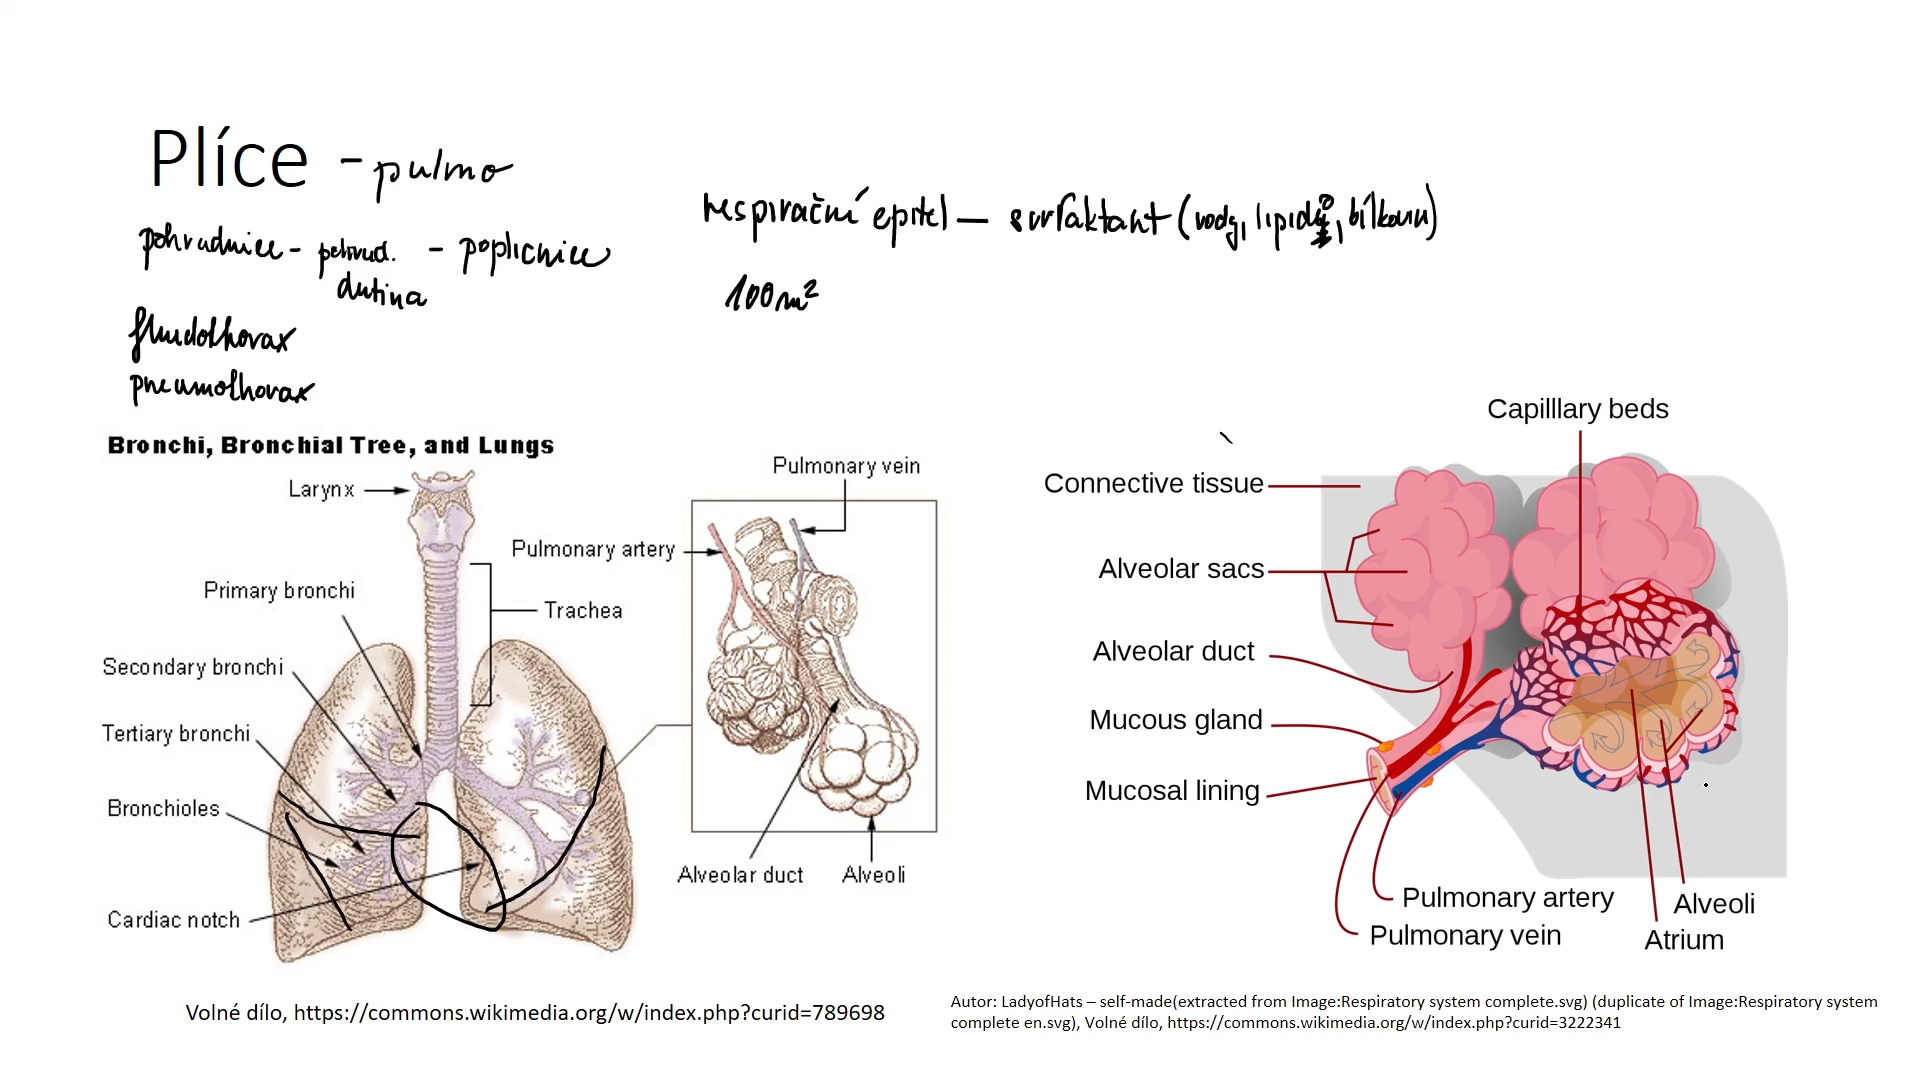 Plíce - pulmo
pohrudnice - pohrud. - poplicnice
dutina
fluidothorax
pneumothorax
respirační epitel - surfaktant (vody, lipidů, bílkovin)
100 m²
Bronchi, Bronchial Tree, and Lungs
Larynx
Primary bronchi
Trachea
Secondary bronchi
Tertiary bronchi
Bronchioles
Cardiac notch
Pulmonary vein
Pulmonary artery
Alveolar duct
Alveoli
Capilllary beds
Connective tissue
Alveolar sacs
Alveolar duct
Mucous gland
Mucosal lining
Pulmonary artery
Pulmonary vein
Alveoli
Atrium
Volné dílo, https://commons.wikimedia.org/w/index.php?curid=789698
Autor: LadyofHats – self-made(extracted from Image:Respiratory system complete.svg) (duplicate of Image:Respiratory system
complete en.svg), Volné dílo, https://commons.wikimedia.org/w/index.php?curid=3222341